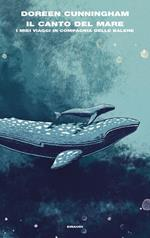 DOREEN CUNNINGHAM
IL CANTO DEL MARE
I MIEI VIAGGI IN COMPAGNIA DELLE BALENE
EINAUDI